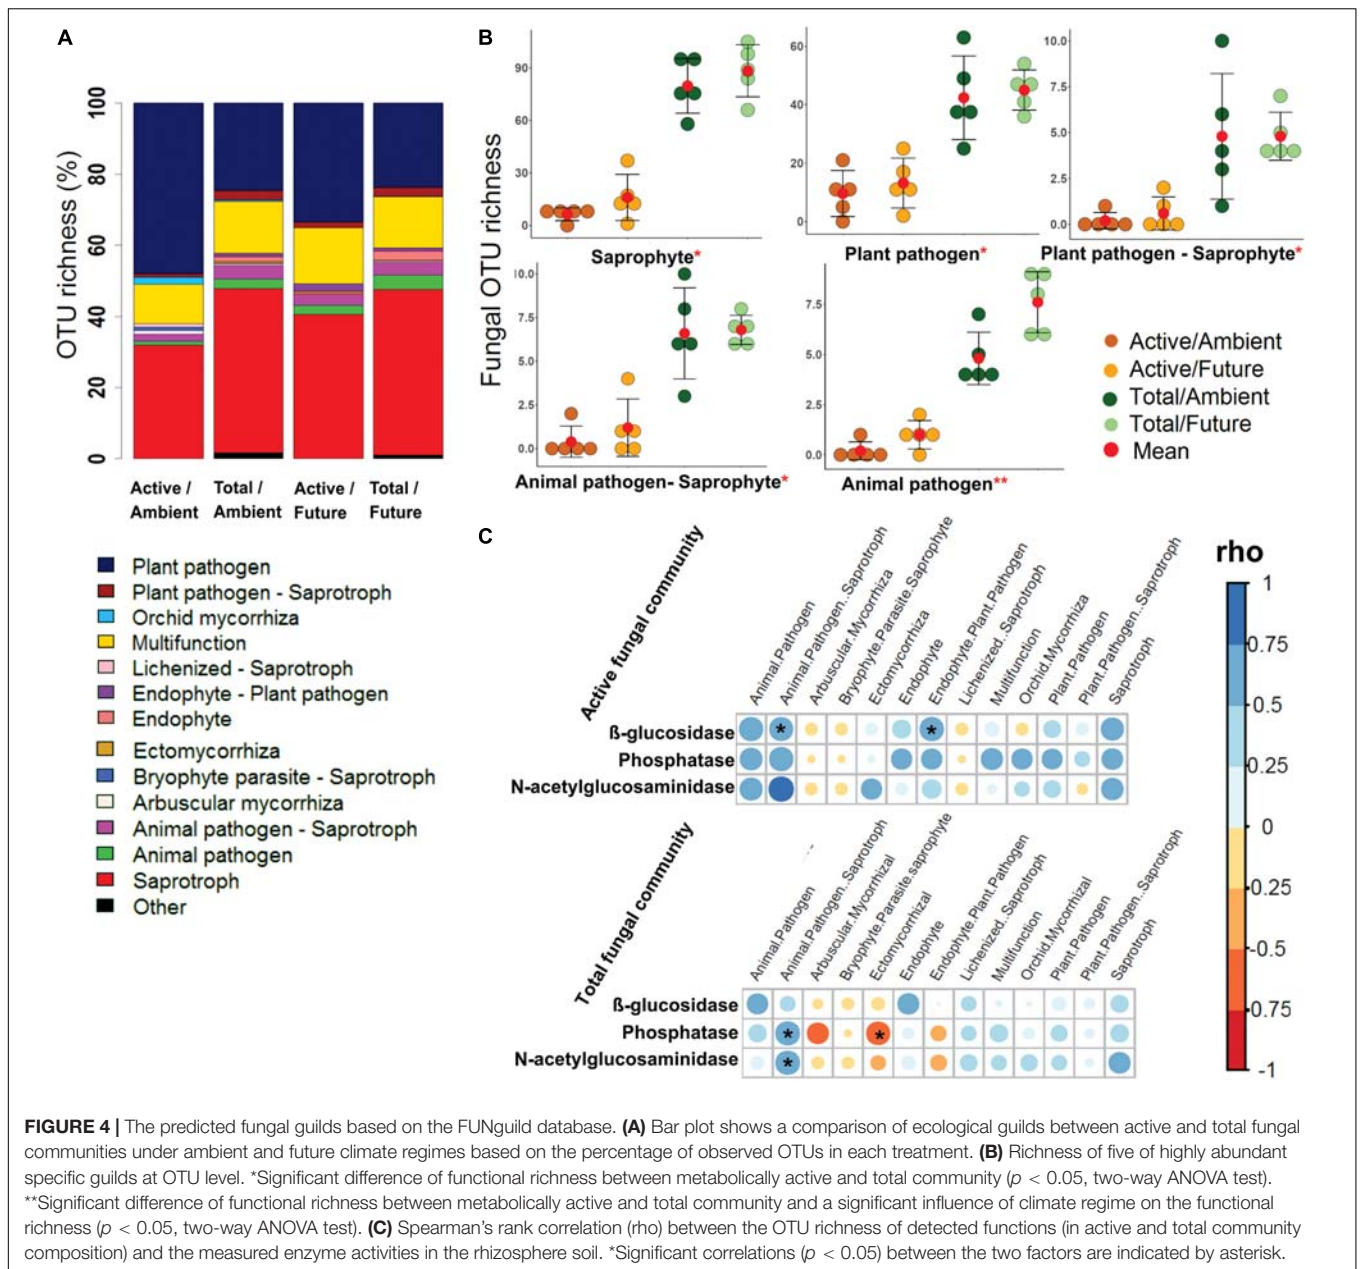 A
OTU richness (%)
100
80
60
40
20
0
Active / Ambient
Total / Ambient
Active / Future
Total / Future
Plant pathogen
Plant pathogen - Saprotroph
Orchid mycorrhiza
Multifunction
Lichenized - Saprotroph
Endophyte - Plant pathogen
Endophyte
Ectomycorrhiza
Bryophyte parasite - Saprotroph
Arbuscular mycorrhiza
Animal pathogen - Saprotroph
Animal pathogen
Saprotroph
Other
B
Fungal OTU richness
90
60
30
0
Saprophyte*
60
40
20
0
Plant pathogen*
10.0
7.5
5.0
2.5
0.0
Plant pathogen - Saprophyte*
10.0
7.5
5.0
2.5
0.0
Animal pathogen- Saprophyte*
7.5
5.0
2.5
0.0
Animal pathogen**
Active/Ambient
Active/Future
Total/Ambient
Total/Future
Mean
C
Active fungal community
Animal.Pathogen
Animal.Pathogen..Saprotroph
Arbuscular.Mycorrhiza
Bryophyte.Parasite.Saprophyte
Ectomycorrhiza
Endophyte
Endophyte.Plant.Pathogen
Lichenized..Saprotroph
Multifunction
Orchid.Mycorrhiza
Plant.Pathogen
Plant.Pathogen..Saprotroph
Saprotroph
ß-glucosidase
Phosphatase
N-acetylglucosaminidase
Total fungal community
Animal.Pathogen
Animal.Pathogen..Saprotroph
Arbuscular.Mycorrhizal
Bryophyte.Parasite.saprophyte
Ectomycorrhizal
Endophyte
Endophyte.Plant.Pathogen
Lichenized..Saprotroph
Multifunction
Orchid.Mycorrhizal
Plant.Pathogen
Plant.Pathogen..Saprotroph
Saprotroph
ß-glucosidase
Phosphatase
N-acetylglucosaminidase
rho
1
0.75
0.5
0.25
0
-0.25
-0.5
-0.75
-1
FIGURE 4 | The predicted fungal guilds based on the FUNguild database. (A) Bar plot shows a comparison of ecological guilds between active and total fungal
communities under ambient and future climate regimes based on the percentage of observed OTUs in each treatment. (B) Richness of five of highly abundant
specific guilds at OTU level. *Significant difference of functional richness between metabolically active and total community (p < 0.05, two-way ANOVA test).
**Significant difference of functional richness between metabolically active and total community and a significant influence of climate regime on the functional
richness (p < 0.05, two-way ANOVA test). (C) Spearman's rank correlation (rho) between the OTU richness of detected functions (in active and total community
composition) and the measured enzyme activities in the rhizosphere soil. *Significant correlations (p < 0.05) between the two factors are indicated by asterisk.